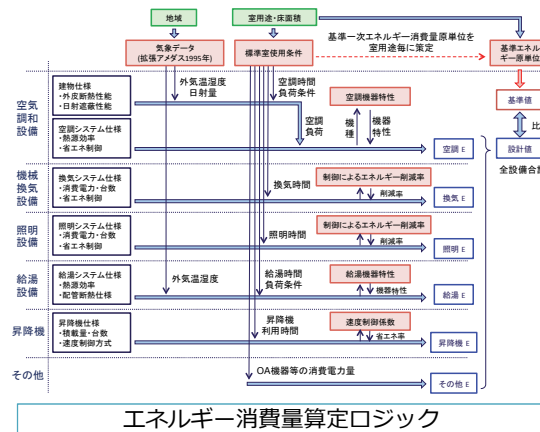 地域
室用途・床面積
気象データ
(拡張アメダス1995年)
標準室使用条件
基準一次エネルギー消費量原単位を
室用途毎に策定
基準エネル
ギー原単位
外気温湿度
日射量
空調時間
負荷条件
空気
調和
設備
建物仕様
・外皮断熱性能
・日射遮蔽性能
空調システム仕様
・熱源効率
・省エネ制御
空調
負荷
空調機器特性
機種
機器
特性
空調 E
基準値
比
設計値
全設備合計
機械
換気
設備
換気システム仕様
・消費電力・台数
・省エネ制御
換気時間
制御によるエネルギー削減率
削減率
換気 E
照明
設備
照明システム仕様
・消費電力・台数
・省エネ制御
照明時間
制御によるエネルギー削減率
削減率
照明 E
給湯
設備
給湯システム仕様
・熱源効率
・配管断熱仕様
外気温湿度
給湯時間
負荷条件
給湯機器特性
機器特性
給湯 E
昇降機
昇降機仕様
・積載量・台数
・速度制御方式
昇降機
利用時間
速度制御係数
省エネ率
昇降機 E
その他
OA機器等の消費電力量
その他 E
エネルギー消費量算定ロジック